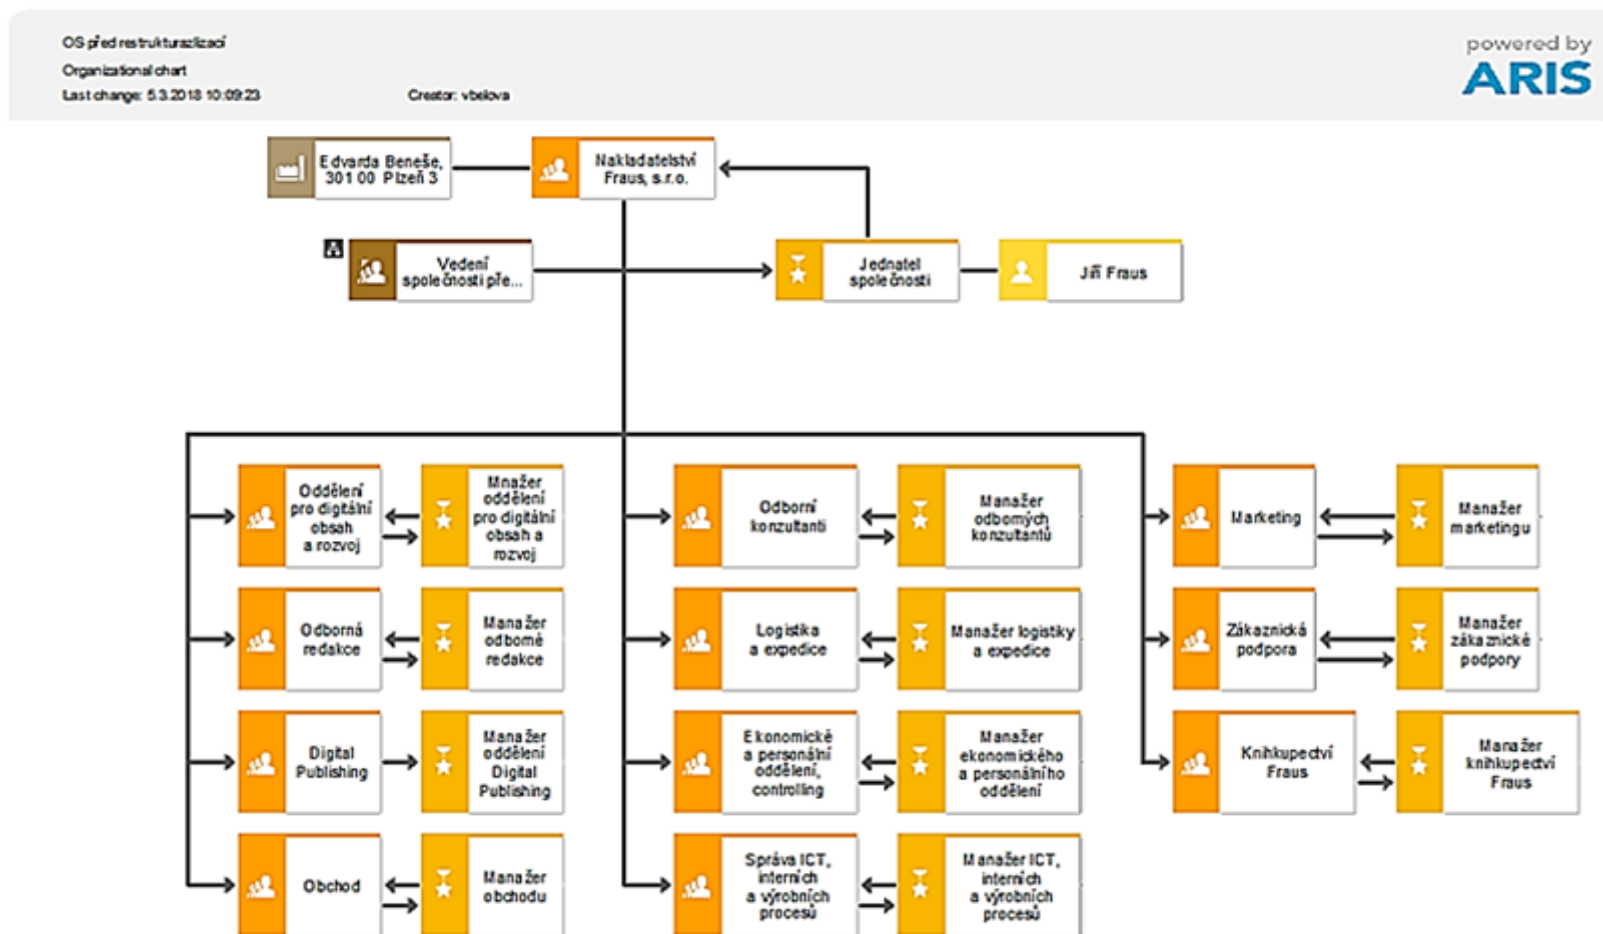 OS před restrukturazlizací
Organizational chart
Last change: 5.3.2018 10:09:23
Creator: vbelova
powered by
ARIS
Edvarda Beneše,
301 00 Plzeň 3
Nakladatelství
Fraus, s.r.o.
Vedení
společnosti pře...
Jednatel
společnosti
Jiří Fraus
Oddělení
pro digitální
obsah
a rozvoj
Mnažer
oddělení
pro digitální
obsah a
rozvoj
Odborní
konzultanti
Manažer
odborných
konzultantů
Marketing
Manažer
marketingu
Odborná
redakce
Manažer
odborné
redakce
Logistika
a expedice
Manažer logistiky
a expedice
Zákaznická
podpora
Manažer
zákaznické
podpory
Digital
Publishing
Manažer
oddělení
Digital
Publishing
Ekonomické
a personální
oddělení,
controlling
Manažer
ekonomického
a personálního
oddělení
Knihkupectví
Fraus
Manažer
knihkupectví
Fraus
Obchod
Manažer
obchodu
Správa ICT,
interních
a výrobních
procesů
Manažer ICT,
interních
a výrobních
procesů